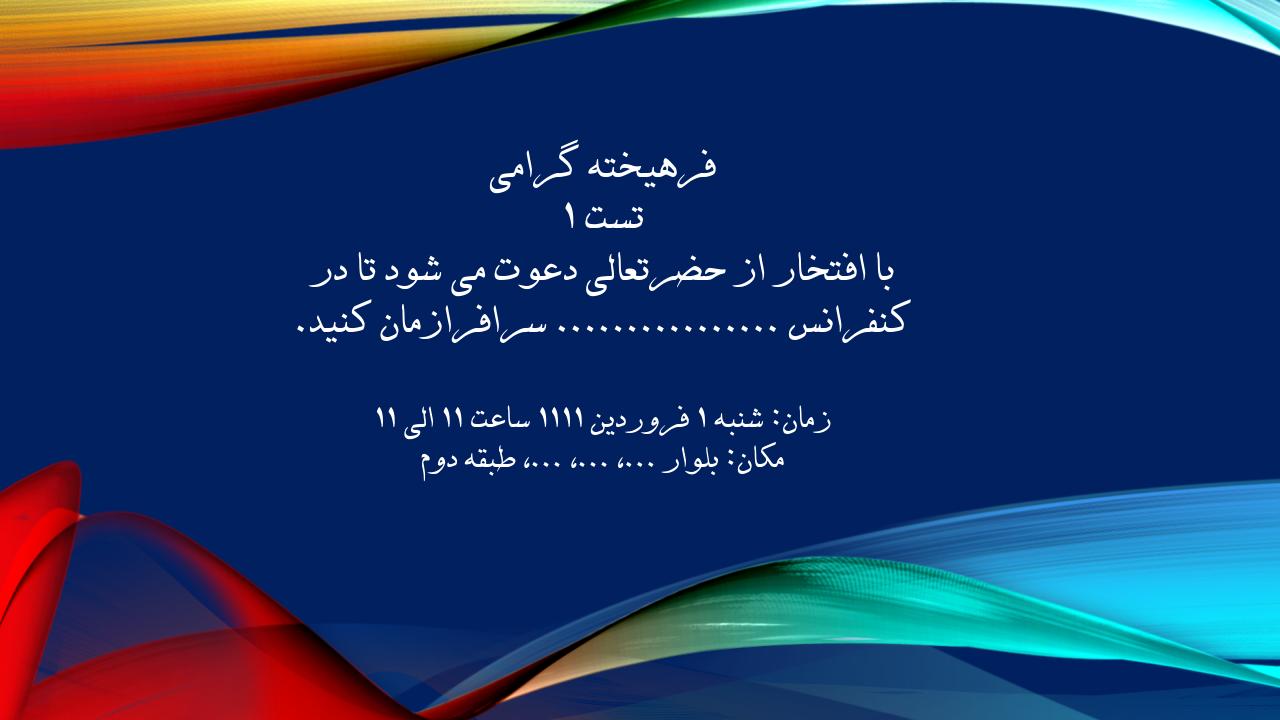 فرهیخته گرامی
تست ۱
با افتخار از حضرتعالی دعوت می شود تا در
کنفرانس ................ سرافرازمان کنید.
زمان: شنبه ۱ فروردین ۱۱۱۱ ساعت ۱۱ الی ۱۱
مکان: بلوار ...، ...، ...، طبقه دوم